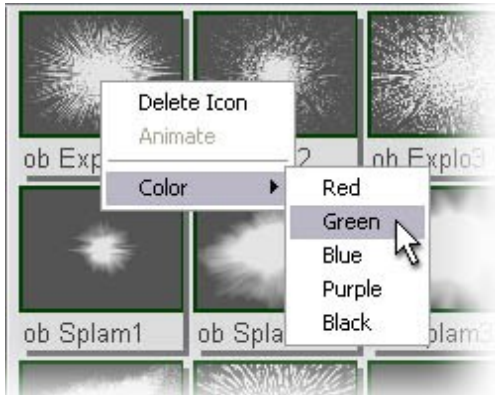 Delete Icon
Animate
ob Exp 2 ob Explo3
Color
Red
Green
Blue
Purple
Black
ob Splam1 ob Spla plam3